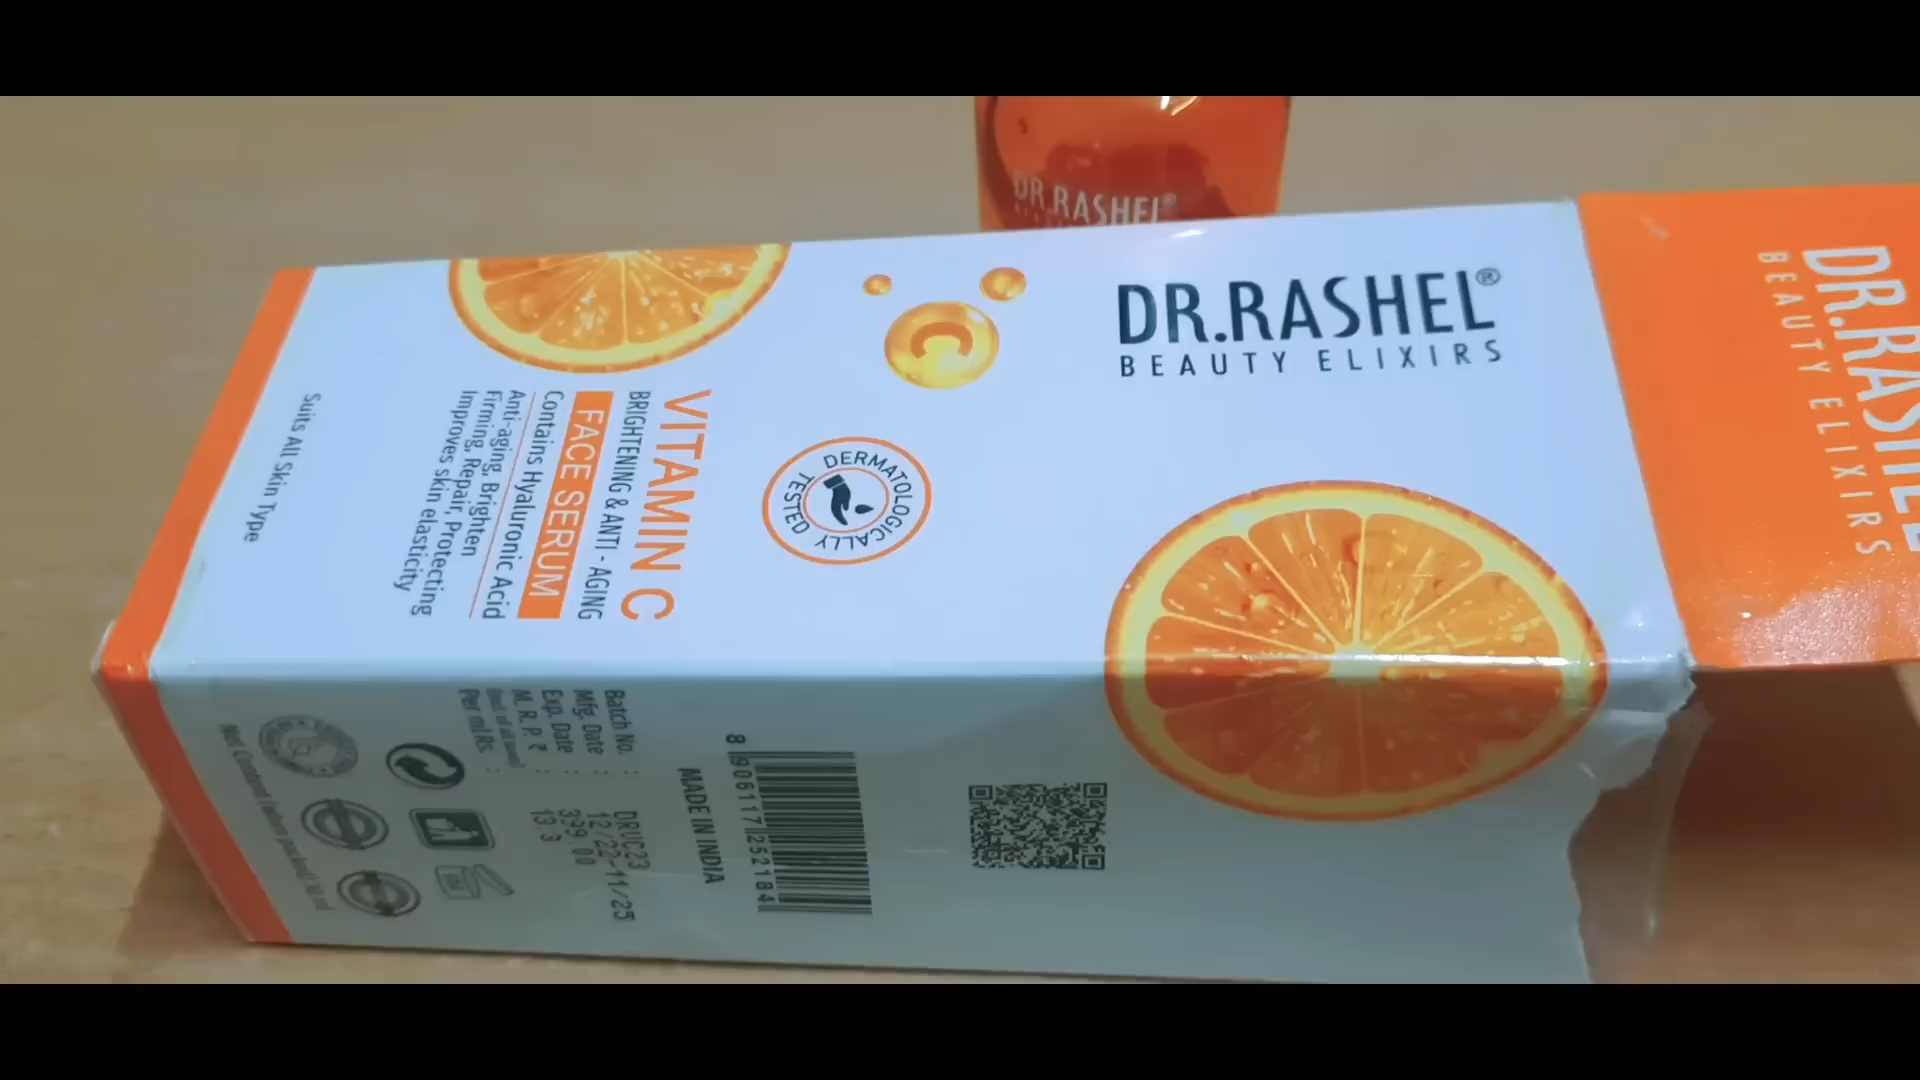 DR.RASHEL®
DR.RASHEL®
BEAUTY ELIXIRS
DR.RASHEL
BEAUTY ELIXIRS
C
DERMATOLOGICALLY
TESTED
VITAMIN C
BRIGHTENING & ANTI - AGING
FACE SERUM
Contains Hyaluronic Acid
Anti-aging, Brighten
Firming, Repair, Protecting
Improves skin elasticity
Suits All Skin Type
8 906117 252184
MADE IN INDIA
Batch No. : DRUC23
Mfg. Date : 12/22-11/25
Exp. Date : 399.00
M. R. P. ₹ : 13.3
Per ml Rs. :